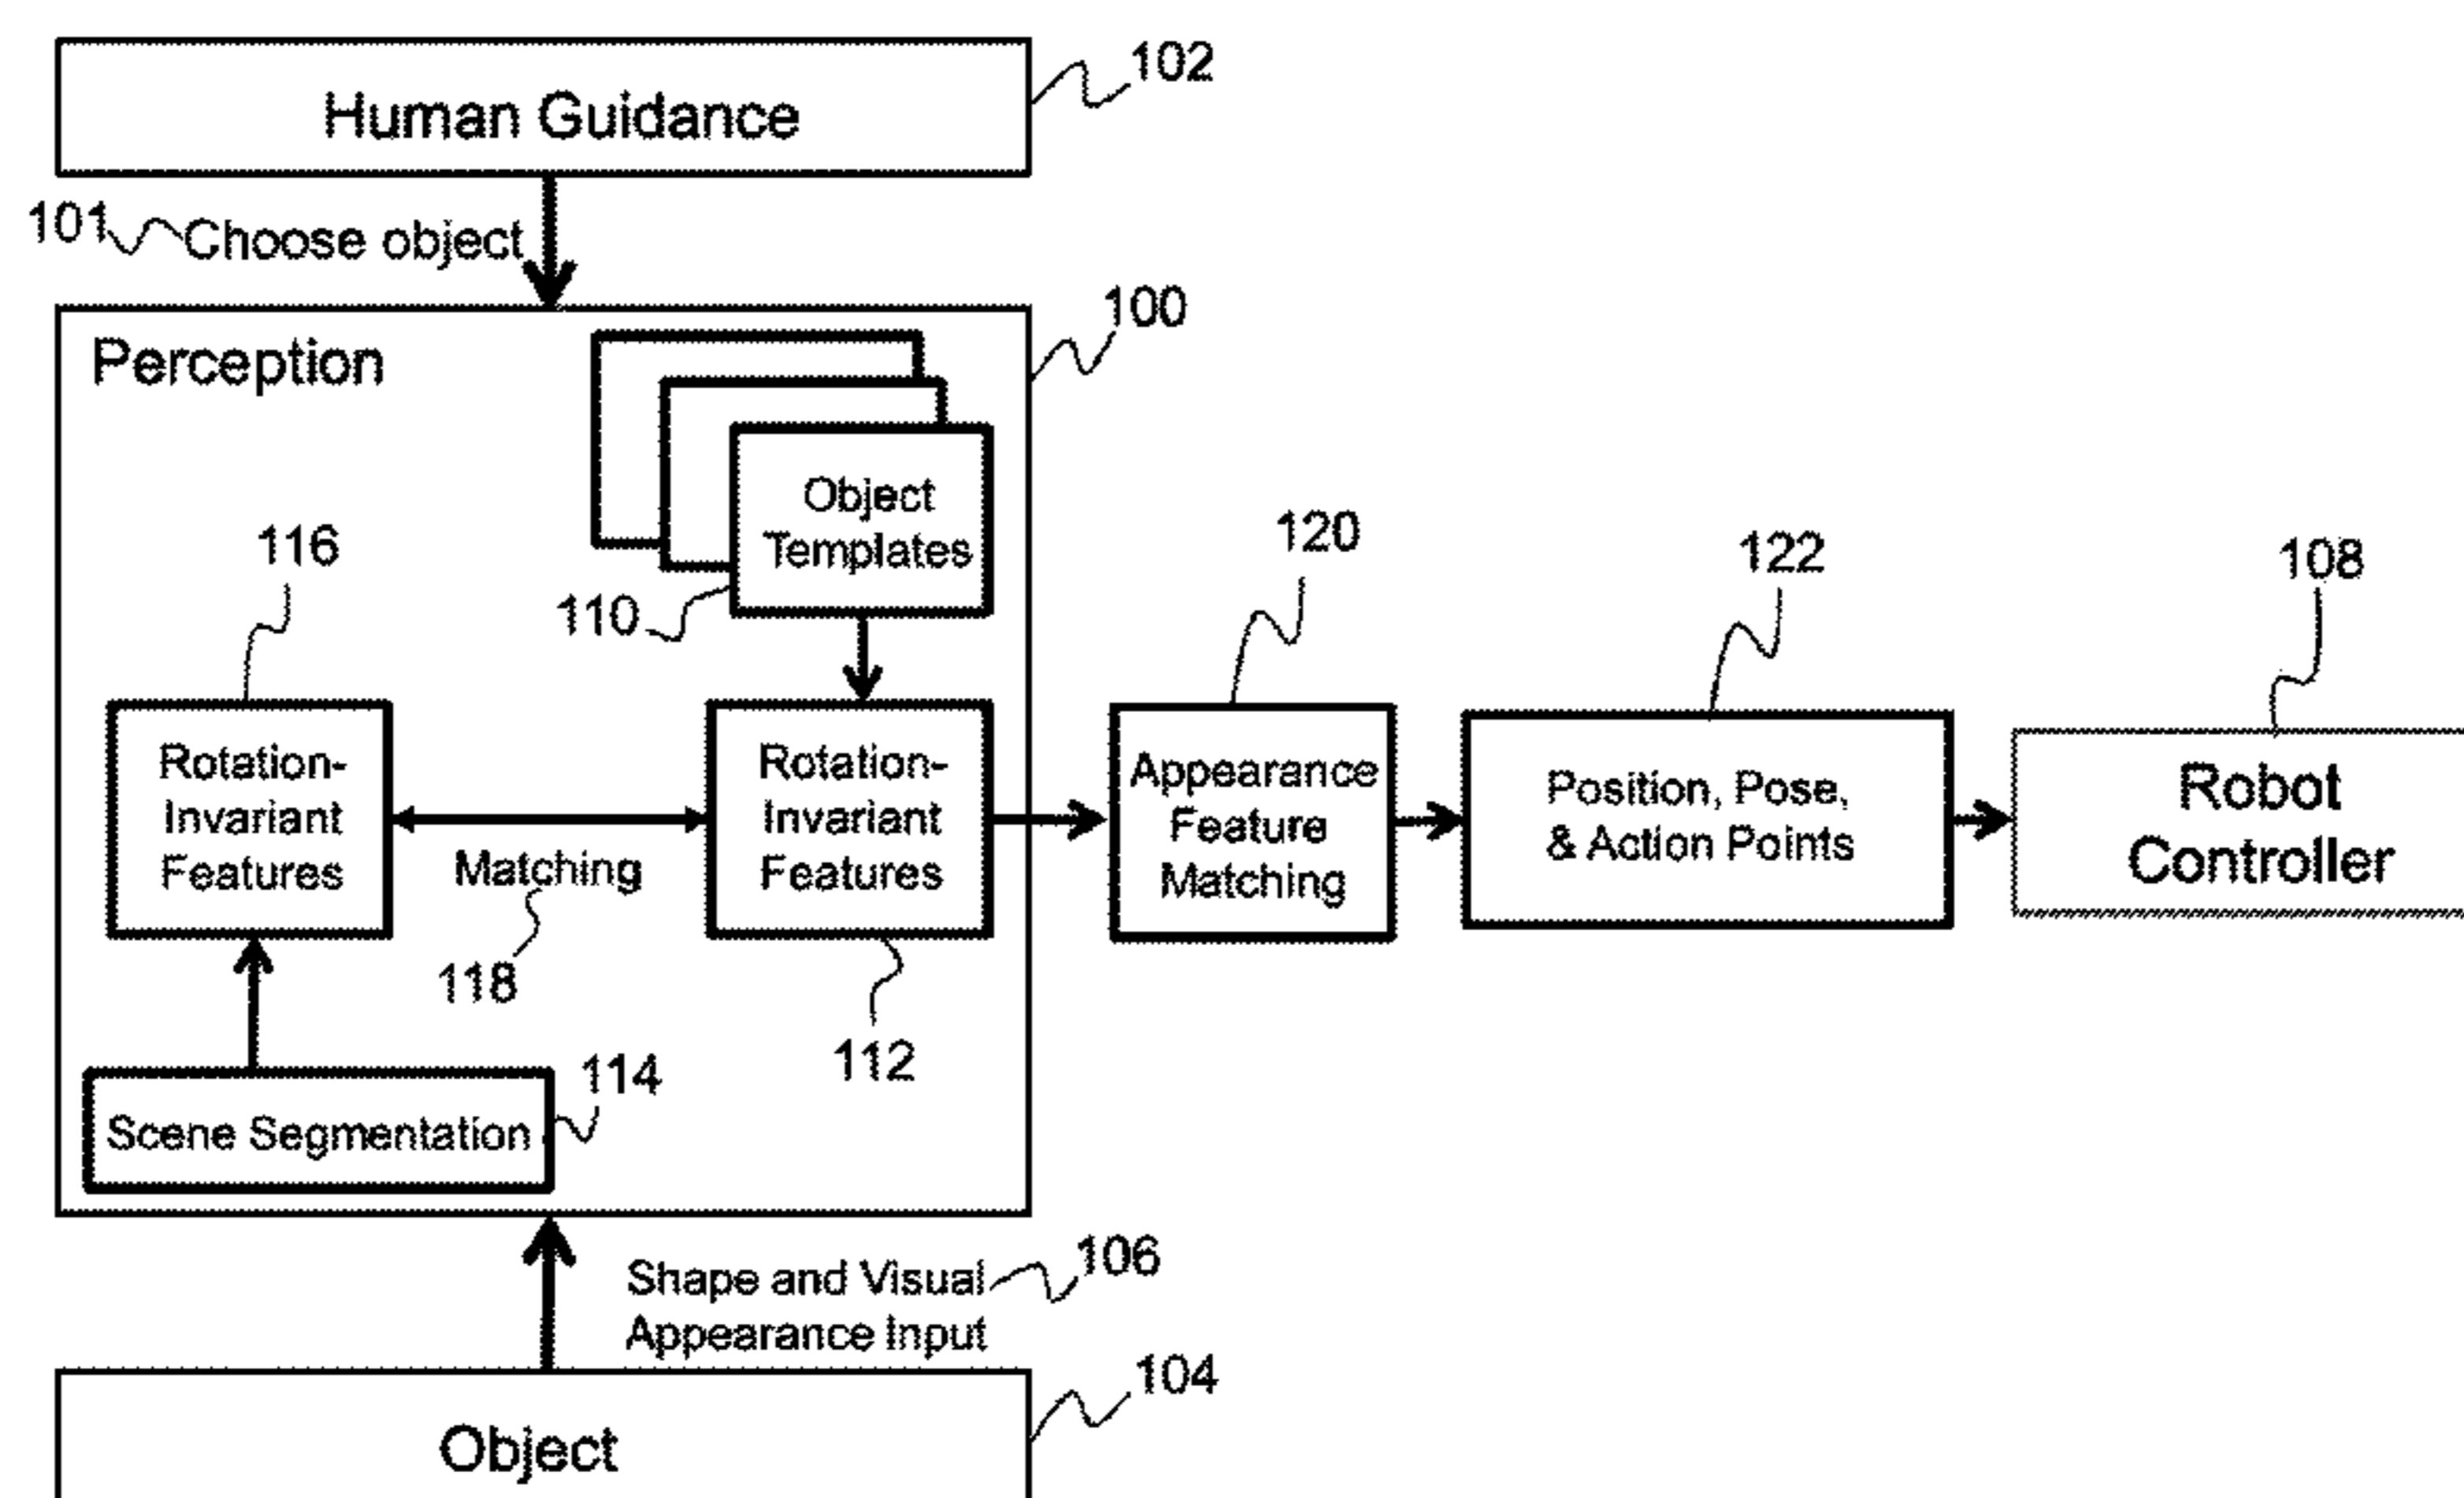 Human Guidance
102
101
Choose object
100
Perception
Object
Templates
110
116
120
122
108
Rotation-
Invariant
Features
Matching
118
Rotation-
Invariant
Features
112
Appearance
Feature
Matching
Position, Pose,
& Action Points
Robot
Controller
Scene Segmentation
114
Shape and Visual
Appearance Input
106
104
Object